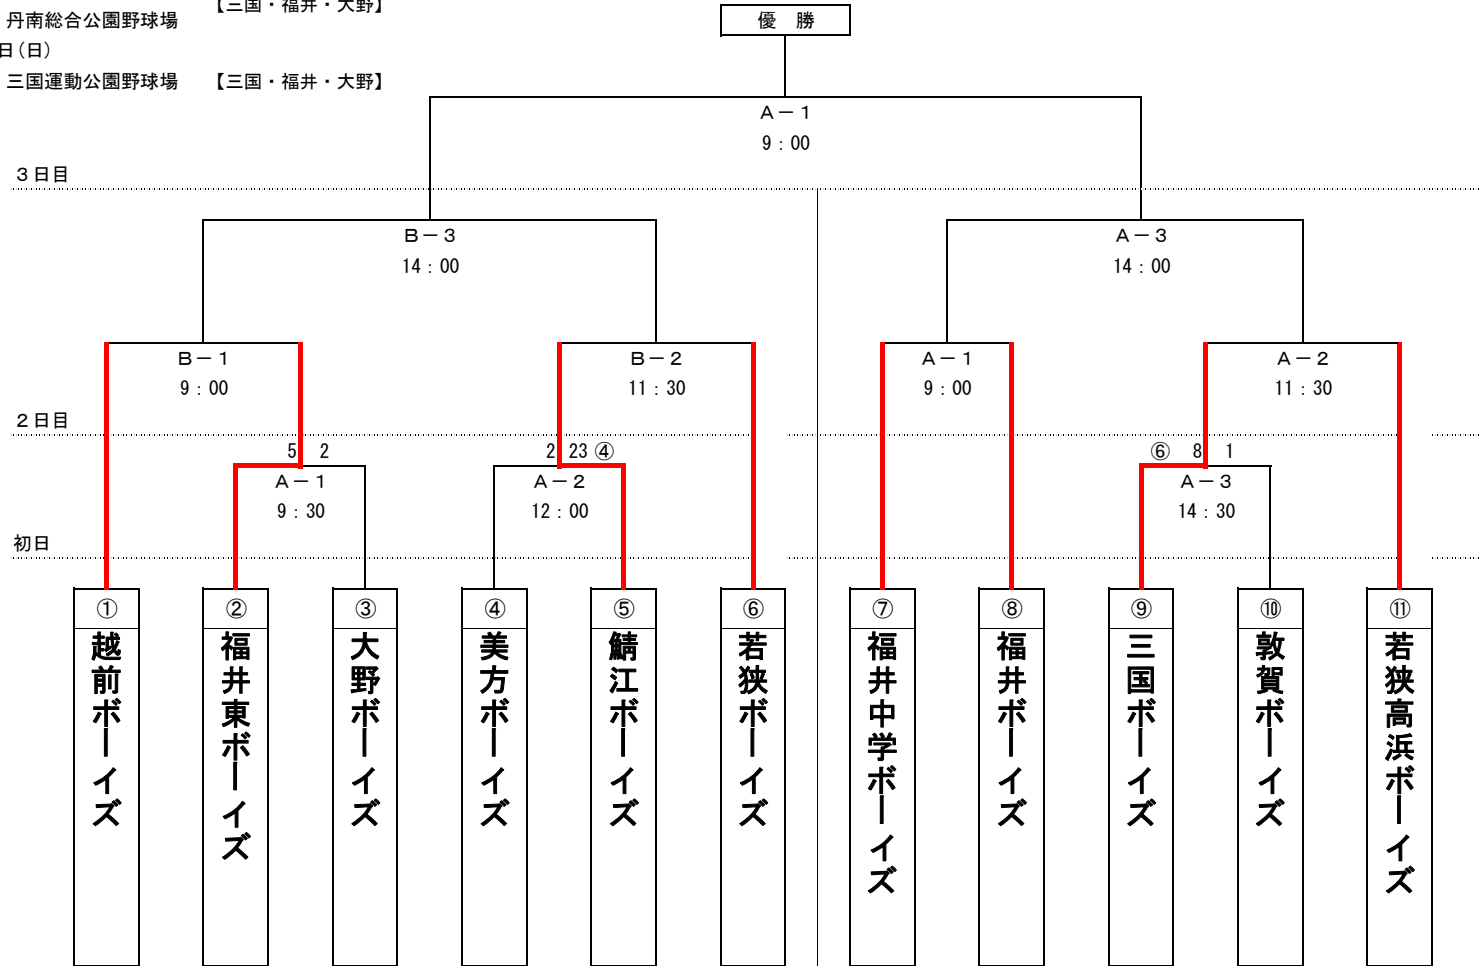 【三国・福井・大野】
丹南総合公園野球場
優 勝
日(日)
三国運動公園野球場 【三国・福井・大野】
A－1
9：00
3日目
B－3 A－3
14：00 14：00
B－1 B－2 A－1 A－2
9：00 11：30 9：00 11：30
2日目
5 2 2 23 ④ ⑥ 8 1
A－1 A－2 A－3
9：30 12：00 14：30
初日
① ② ③ ④ ⑤ ⑥ ⑦ ⑧ ⑨ ⑩ ⑪
越前ボーイズ
福井東ボーイズ
大野ボーイズ
美方ボーイズ
鯖江ボーイズ
若狭ボーイズ
福井中学ボーイズ
福井ボーイズ
三国ボーイズ
敦賀ボーイズ
若狭高浜ボーイズ